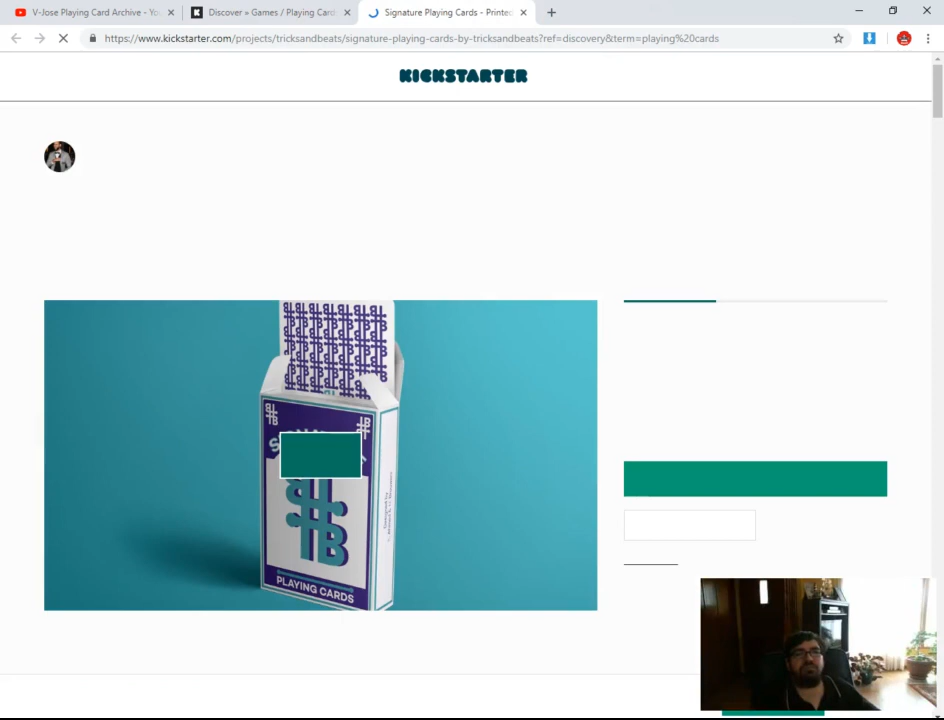 V-Jose Playing Card Archive - Yo
Discover » Games / Playing Card
Signature Playing Cards - Printe
https://www.kickstarter.com/projects/tricksandbeats/signature-playing-cards-by-tricksandbeats?ref=discovery&term=playing%20cards
KICKSTARTER
PLAYING CARDS